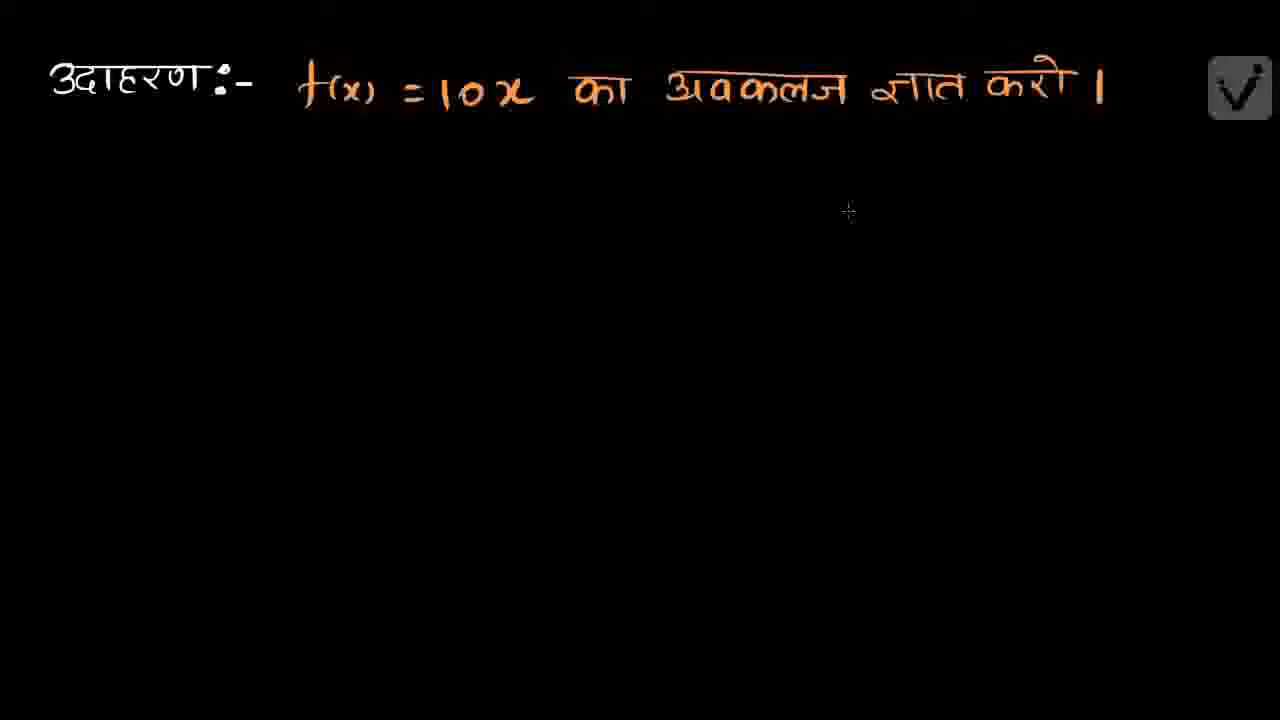 उदाहरण:- f(x) = 10x का अवकलज ज्ञात करो।